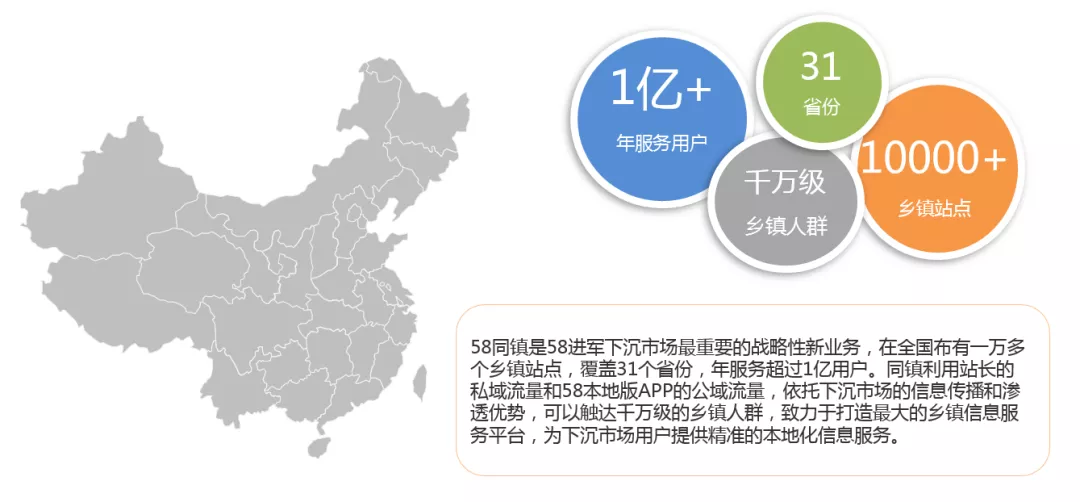 1亿+
年服务用户
31
省份
千万级
乡镇人群
10000+
乡镇站点
58同镇是58进军下沉市场最重要的战略性新业务，在全国布有一万多
个乡镇站点，覆盖31个省份，年服务超过1亿用户。同镇利用站长的
私域流量和58本地版APP的公域流量，依托下沉市场的信息传播和渗
透优势，可以触达千万级的乡镇人群，致力于打造最大的乡镇信息服
务平台，为下沉市场用户提供精准的本地化信息服务。